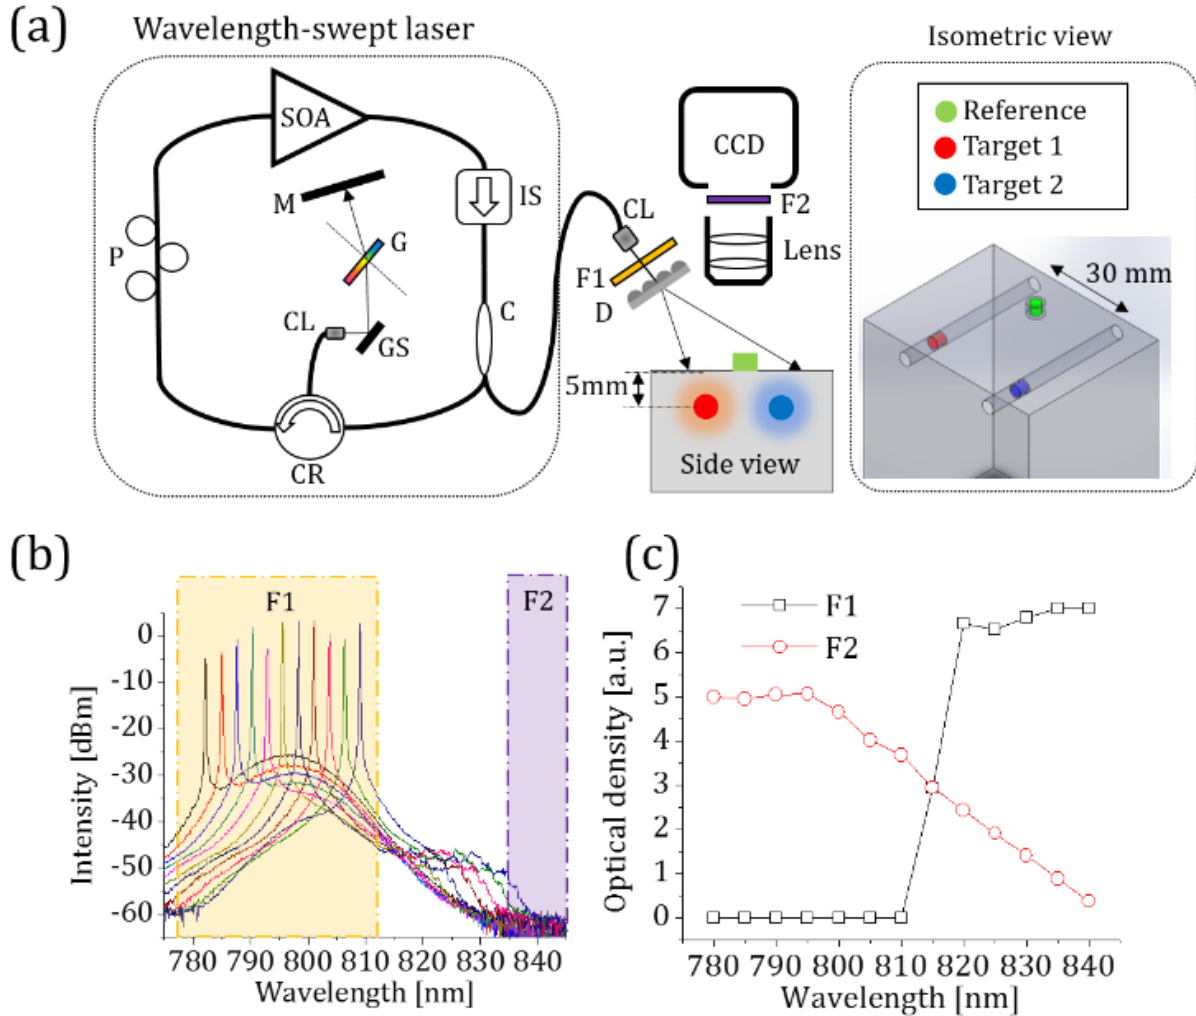 (a)
Wavelength-swept laser
SOA
M
IS
P
G
CL
GS
C
CR
CL
F1
D
CCD
F2
Lens
5mm
Side view
Isometric view
Reference
Target 1
Target 2
30 mm
(b)
F1
F2
0
-10
-20
-30
-40
-50
-60
Intensity [dBm]
780 790 800 810 820 830 840
Wavelength [nm]
(c)
F1
F2
7
6
5
4
3
2
1
0
Optical density [a.u.]
780 790 800 810 820 830 840
Wavelength [nm]